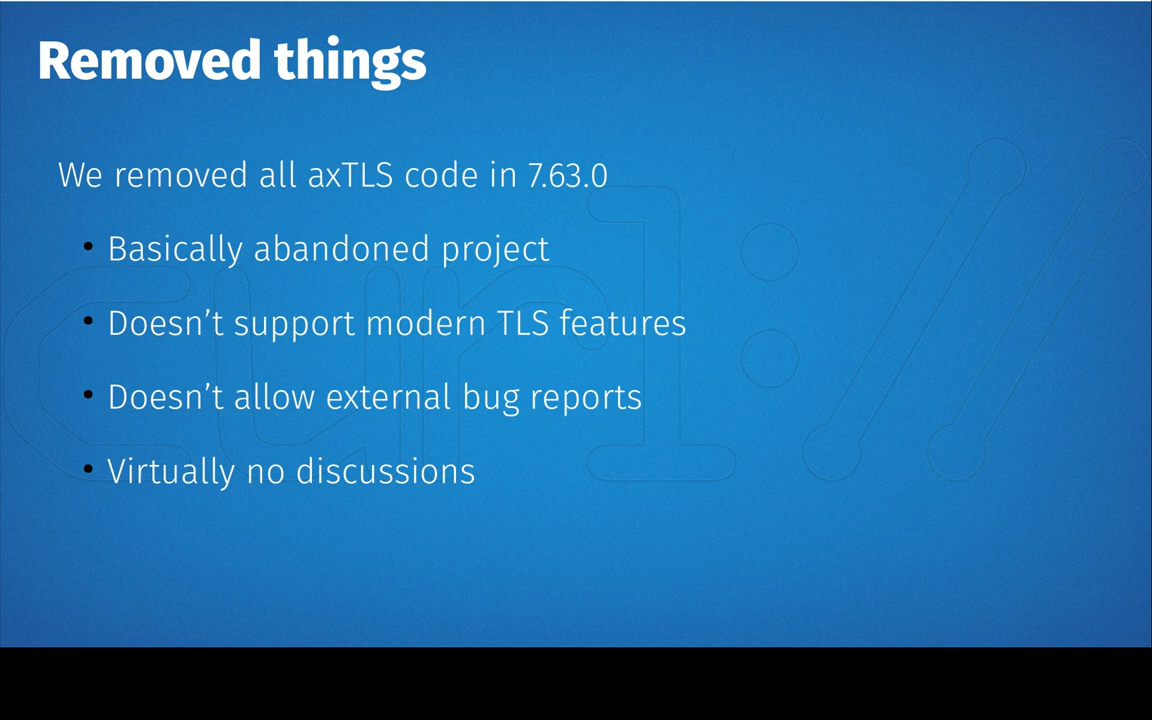 Removed things
We removed all axTLS code in 7.63.0
• Basically abandoned project
• Doesn’t support modern TLS features
• Doesn’t allow external bug reports
• Virtually no discussions
curl://